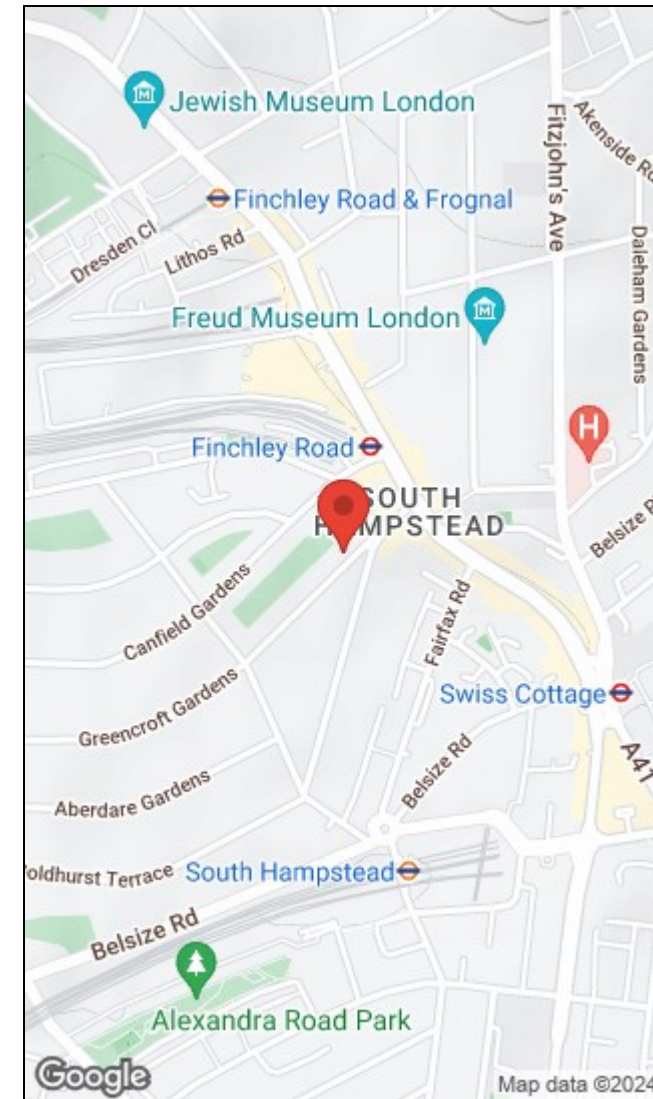 Jewish Museum London
Akenside Rd
Fitzjohn's Ave
Finchley Road & Frognal
Dresden Cl
Lithos Rd
Daleham Gardens
Freud Museum London
H
Finchley Road
SOUTH
HAMPSTEAD
Belsize
Canfield Gardens
Fairfax Rd
Greencroft Gardens
Swiss Cottage
Belsize Rd
A41
Aberdare Gardens
oldhurst Terrace
South Hampstead
Belsize Rd
Alexandra Road Park
Google
Map data ©2024